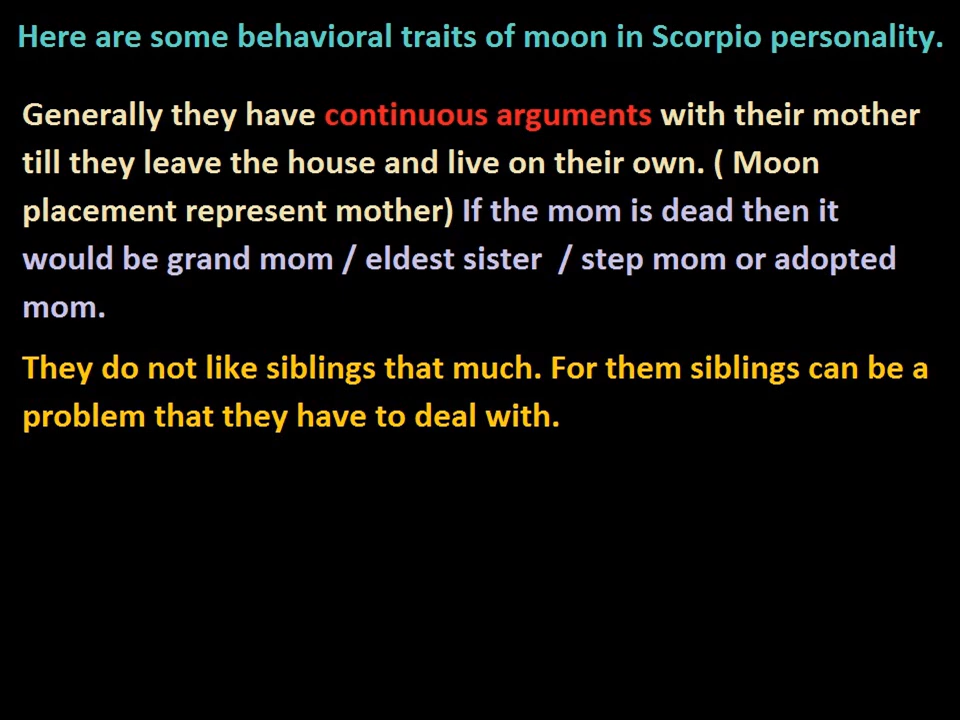 Here are some behavioral traits of moon in Scorpio personality.
Generally they have continuous arguments with their mother
till they leave the house and live on their own. ( Moon
placement represent mother) If the mom is dead then it
would be grand mom / eldest sister  / step mom or adopted
mom.
They do not like siblings that much. For them siblings can be a
problem that they have to deal with.